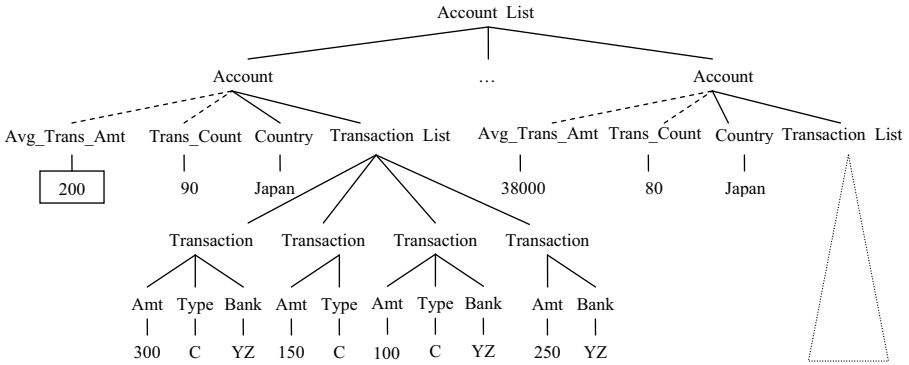 Account List
Account … Account
Avg_Trans_Amt Trans_Count Country Transaction List Avg_Trans_Amt Trans_Count Country Transaction List
200 90 Japan 38000 80 Japan
Transaction Transaction Transaction Transaction
Amt Type Bank Amt Type Amt Type Bank Amt Bank
300 C YZ 150 C 100 C YZ 250 YZ